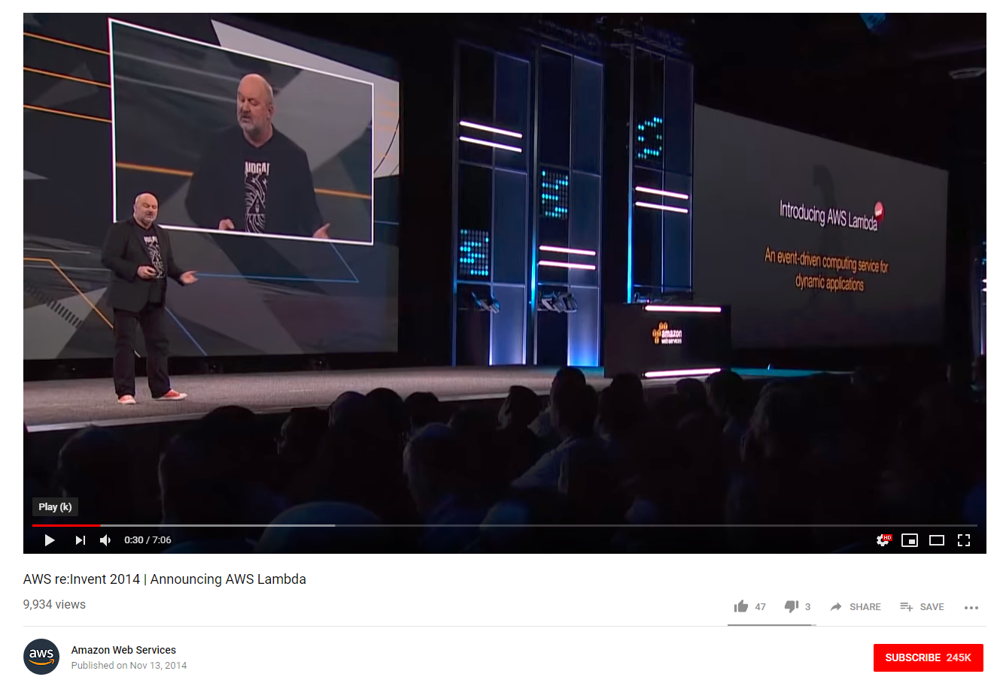 NDGA
Introducing AWS Lambda
An event-driven computing service for
dynamic applications
amazon
web services
Play (k)
0:30 / 7:06
HD
AWS re:Invent 2014 | Announcing AWS Lambda
9,934 views
47
3
SHARE
SAVE
aws
Amazon Web Services
Published on Nov 13, 2014
SUBSCRIBE 245K